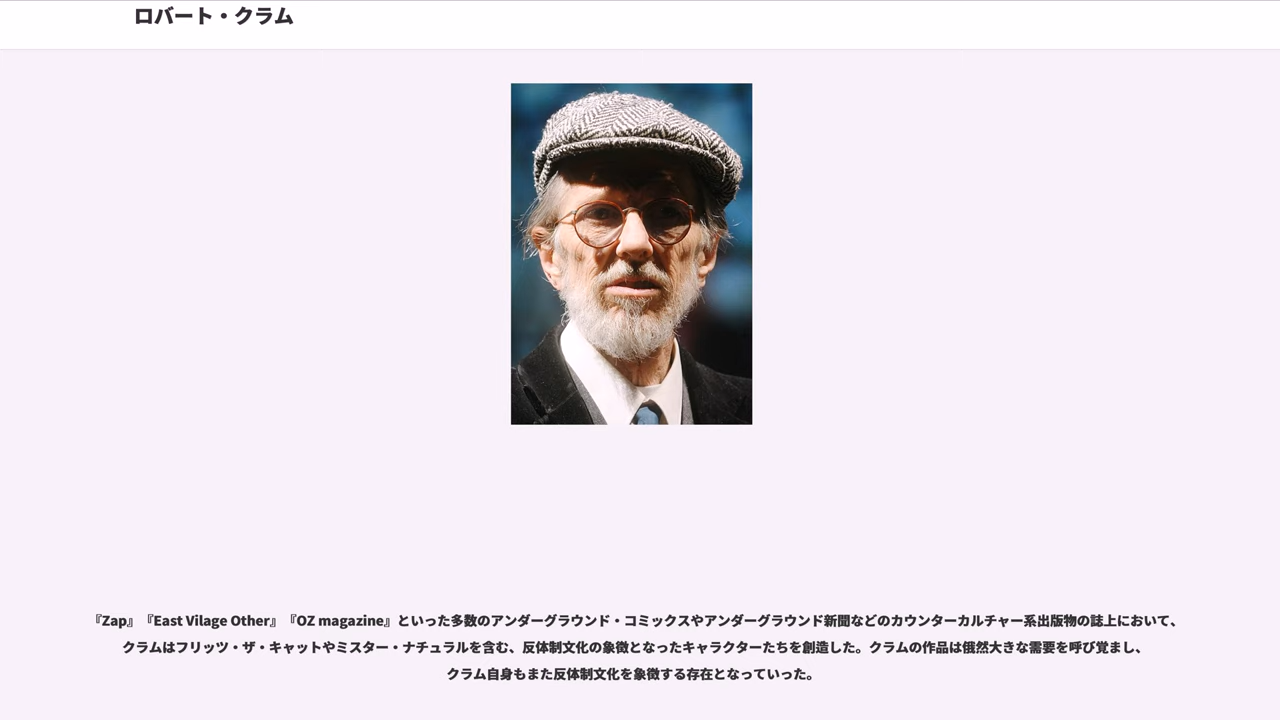 ロバート・クラム
『Zap』『East Vilage Other』『OZ magazine』といった多数のアンダーグラウンド・コミックスやアンダーグラウンド新聞などのカウンターカルチャー系出版物の誌上において、
クラムはフリッツ・ザ・キャットやミスター・ナチュラルを含む、反体制文化の象徴となったキャラクターたちを創造した。クラムの作品は俄然大きな需要を呼び覚まし、
クラム自身もまた反体制文化を象徴する存在となっていった。